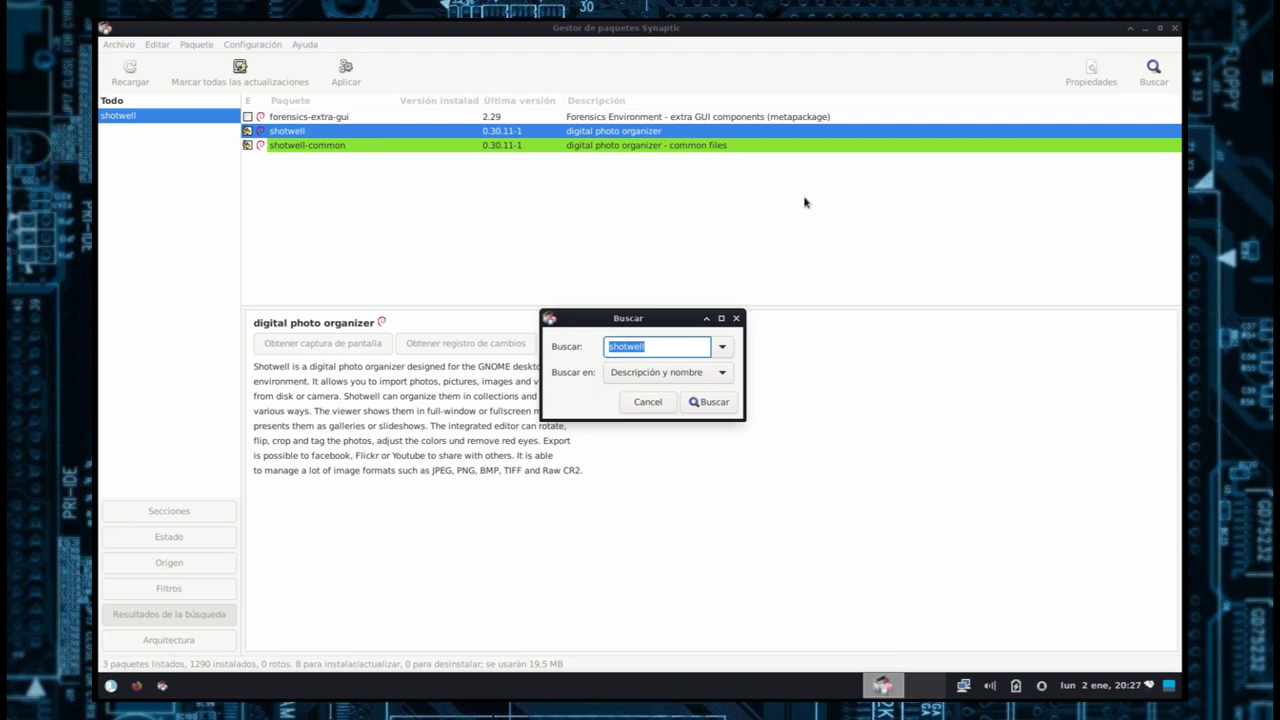 30
Gestor de paquetes Synaptic
Archivo Editar Paquete Configuración Ayuda
Recargar Marcar todas las actualizaciones Aplicar Propiedades Buscar
Todo
shotwell
E Paquete Versión instalad Última versión Descripción
forensics-extra-gui 2.29 Forensics Environment - extra GUI components (metapackage)
shotwell 0.30.11-1 digital photo organizer
shotwell-common 0.30.11-1 digital photo organizer - common files
digital photo organizer
Obtener captura de pantalla Obtener registro de cambios
Shotwell is a digital photo organizer designed for the GNOME deskto
environment. It allows you to import photos, pictures, images and v
from disk or camera. Shotwell can organize them in collections and
various ways. The viewer shows them in full-window or fullscreen m
presents them as galleries or slideshows. The integrated editor can rotate,
flip, crop and tag the photos, adjust the colors und remove red eyes. Export
is possible to facebook, Flickr or Youtube to share with others. It is able
to manage a lot of image formats such as JPEG, PNG, BMP, TIFF and Raw CR2.
Buscar
Buscar: shotwell
Buscar en: Descripción y nombre
Cancel Buscar
Secciones
Estado
Origen
Filtros
Resultados de la búsqueda
Arquitectura
3 paquetes listados, 1290 instalados, 0 rotos. 8 para instalar/actualizar, 0 para desinstalar; se usarán 19,5 MB
lun 2 ene, 20:27
FLOPPY
PRI-IDE
PRI-IDE
GD75232
GD75232